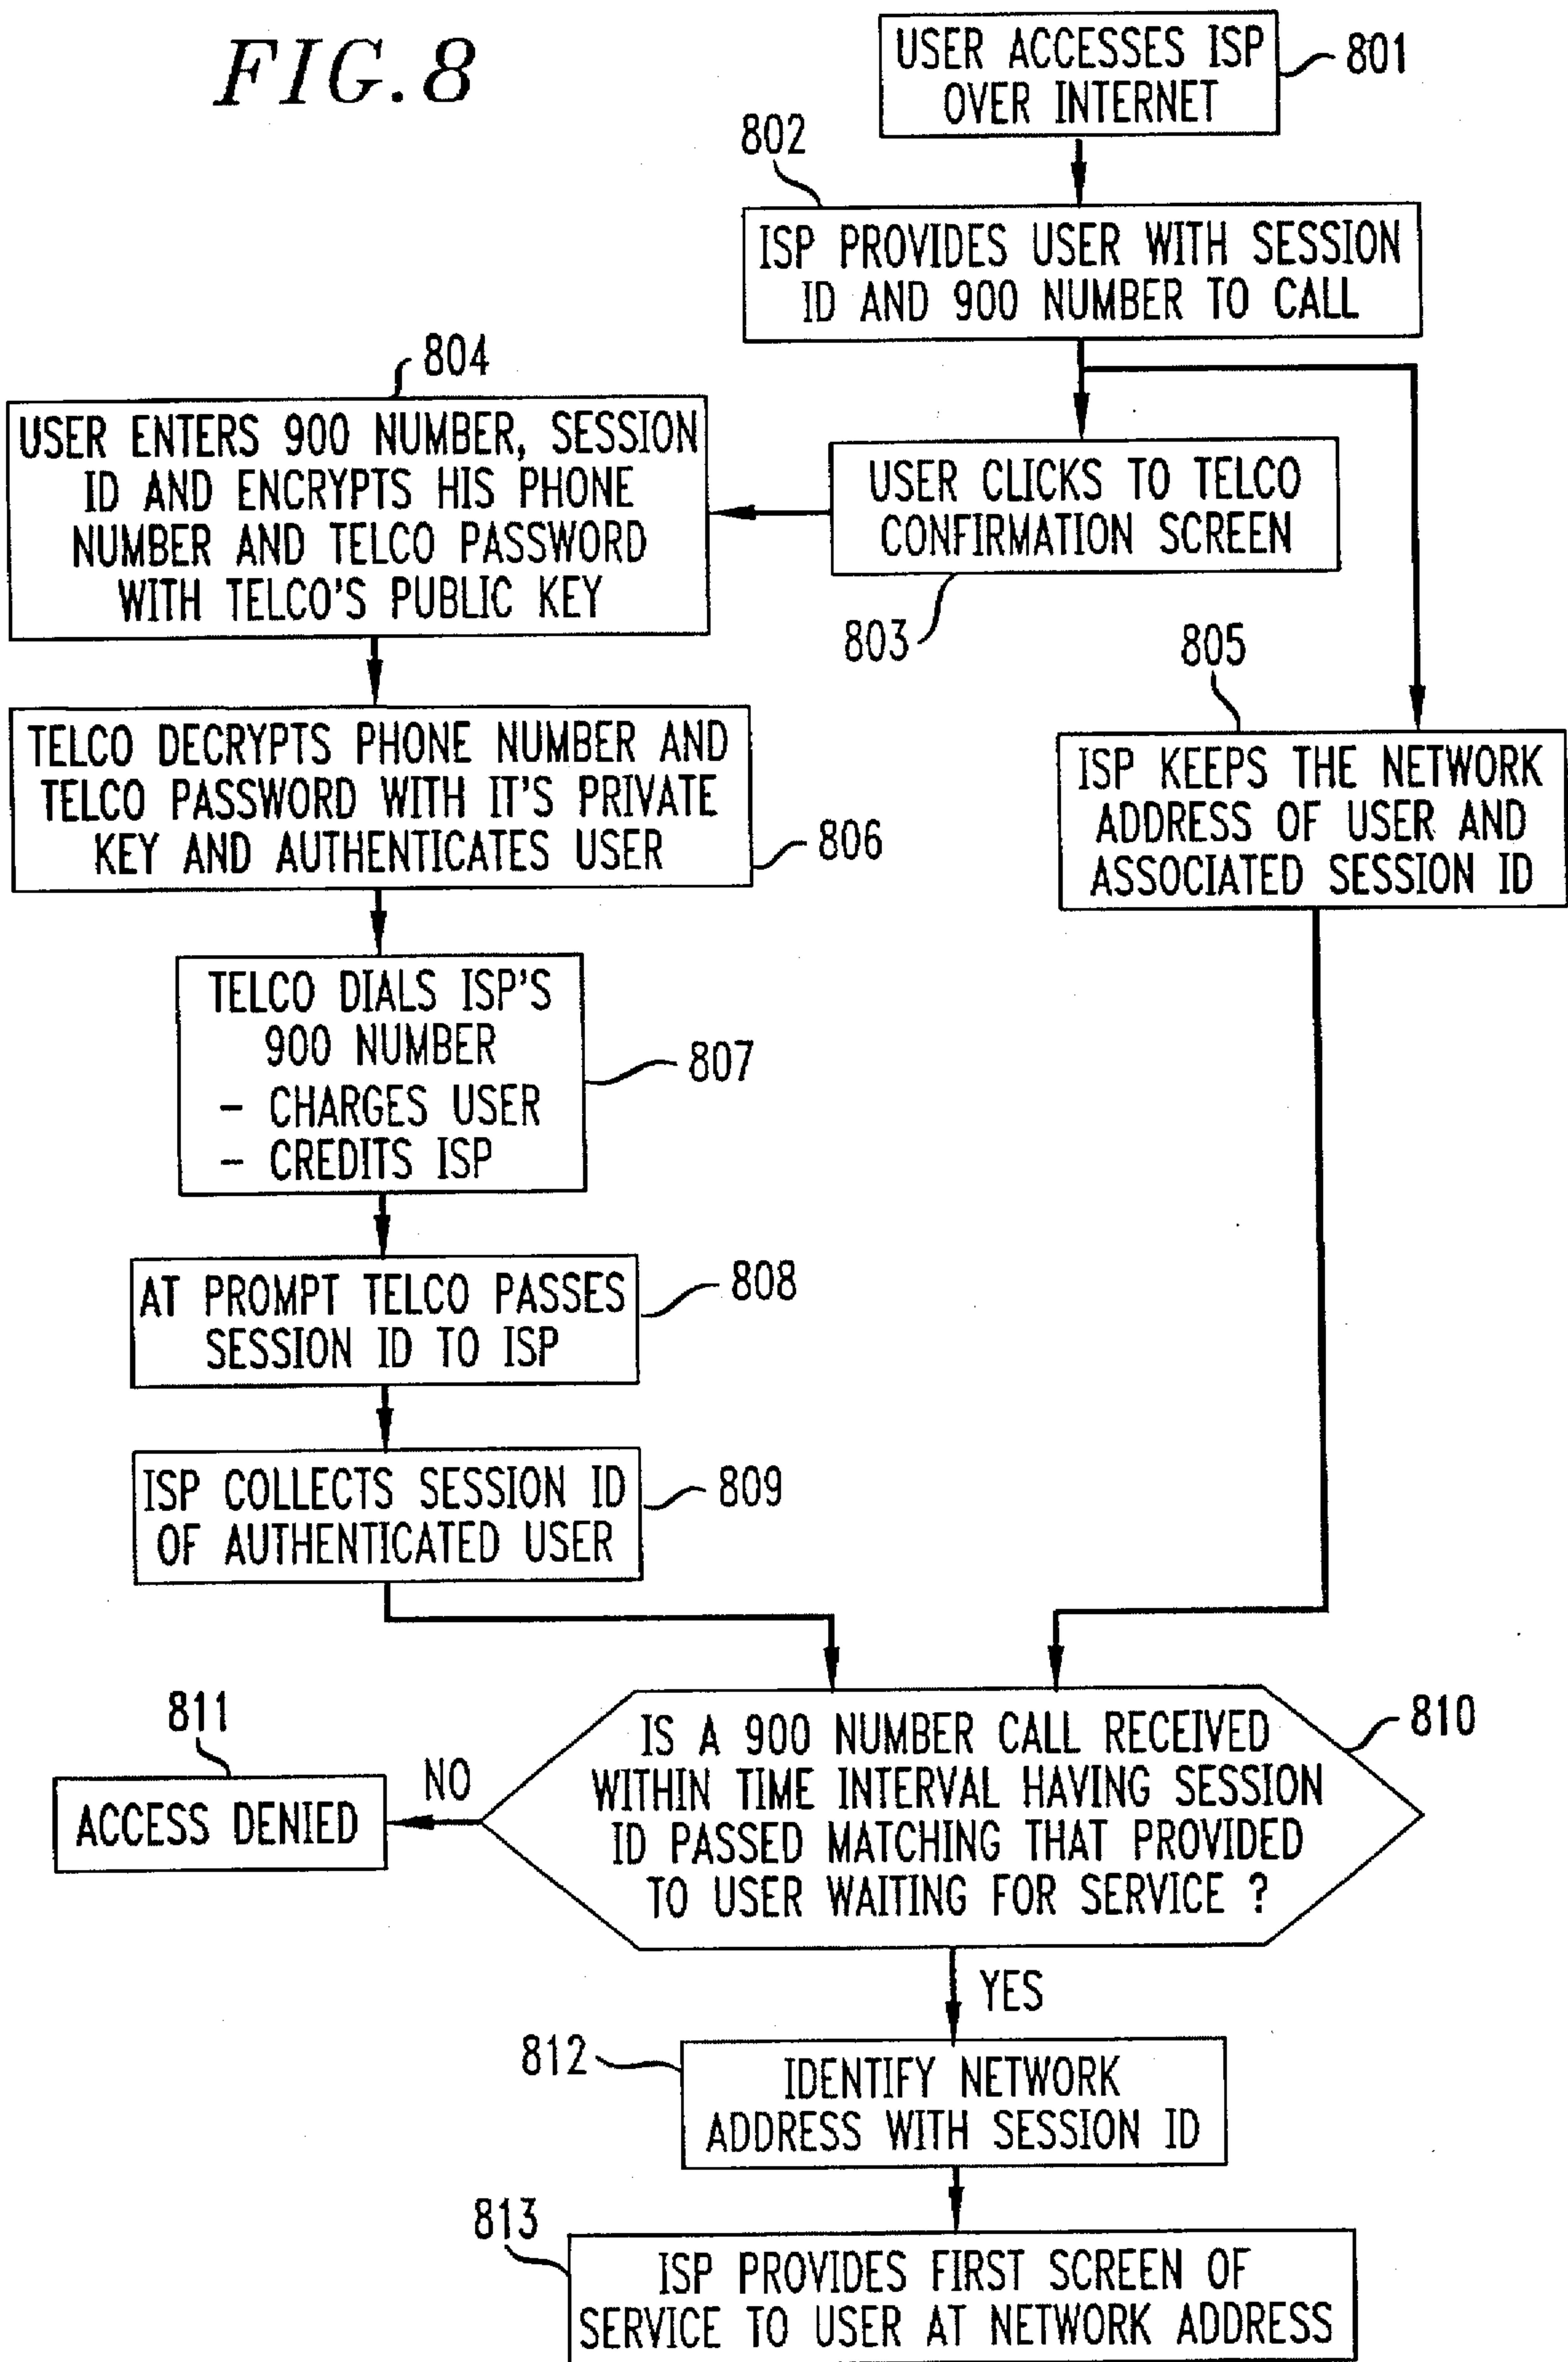 FIG.8
USER ACCESSES ISP
OVER INTERNET
801
802
ISP PROVIDES USER WITH SESSION
ID AND 900 NUMBER TO CALL
804
USER ENTERS 900 NUMBER, SESSION
ID AND ENCRYPTS HIS PHONE
NUMBER AND TELCO PASSWORD
WITH TELCO'S PUBLIC KEY
USER CLICKS TO TELCO
CONFIRMATION SCREEN
803
805
TELCO DECRYPTS PHONE NUMBER AND
TELCO PASSWORD WITH IT'S PRIVATE
KEY AND AUTHENTICATES USER
806
ISP KEEPS THE NETWORK
ADDRESS OF USER AND
ASSOCIATED SESSION ID
TELCO DIALS ISP'S
900 NUMBER
- CHARGES USER
- CREDITS ISP
807
AT PROMPT TELCO PASSES
SESSION ID TO ISP
808
ISP COLLECTS SESSION ID
OF AUTHENTICATED USER
809
IS A 900 NUMBER CALL RECEIVED
WITHIN TIME INTERVAL HAVING SESSION
ID PASSED MATCHING THAT PROVIDED
TO USER WAITING FOR SERVICE ?
810
NO
811
ACCESS DENIED
YES
812
IDENTIFY NETWORK
ADDRESS WITH SESSION ID
813
ISP PROVIDES FIRST SCREEN OF
SERVICE TO USER AT NETWORK ADDRESS